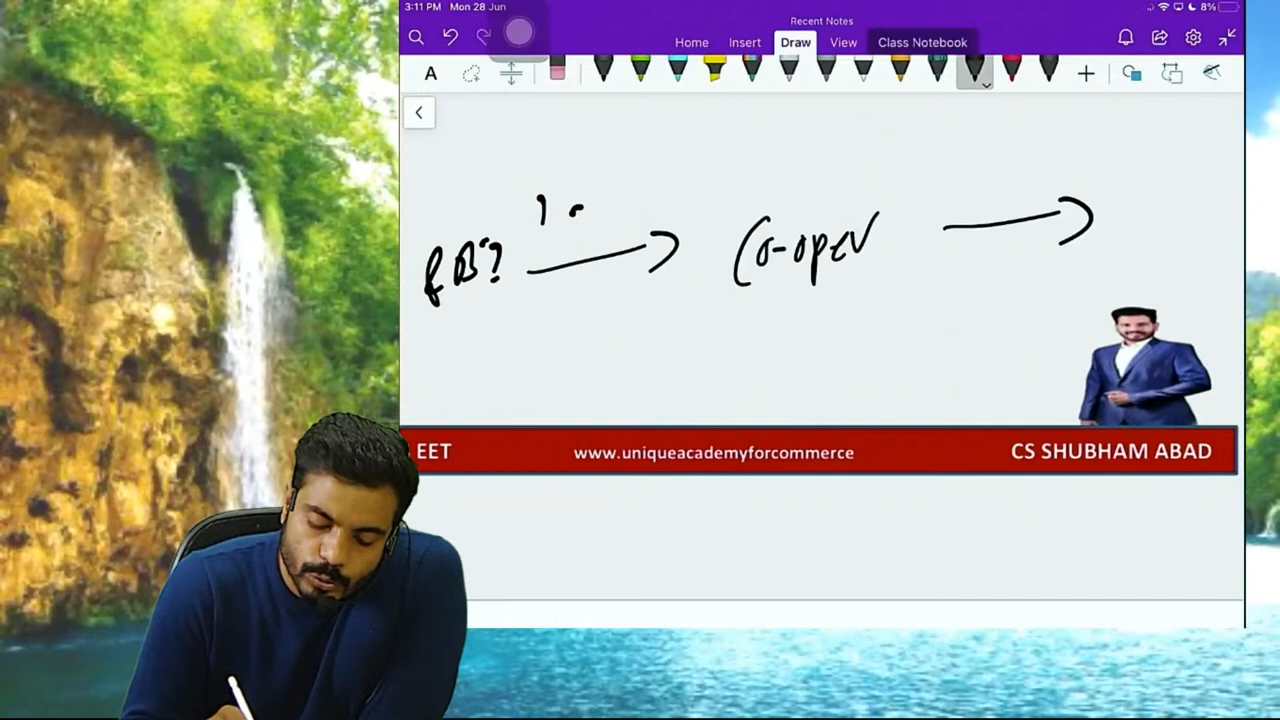 3:11 PM Mon 28 Jun
8%
Recent Notes
Home Insert Draw View Class Notebook
A
Co-oper
EET www.uniqueacademyforcommerce CS SHUBHAM ABAD